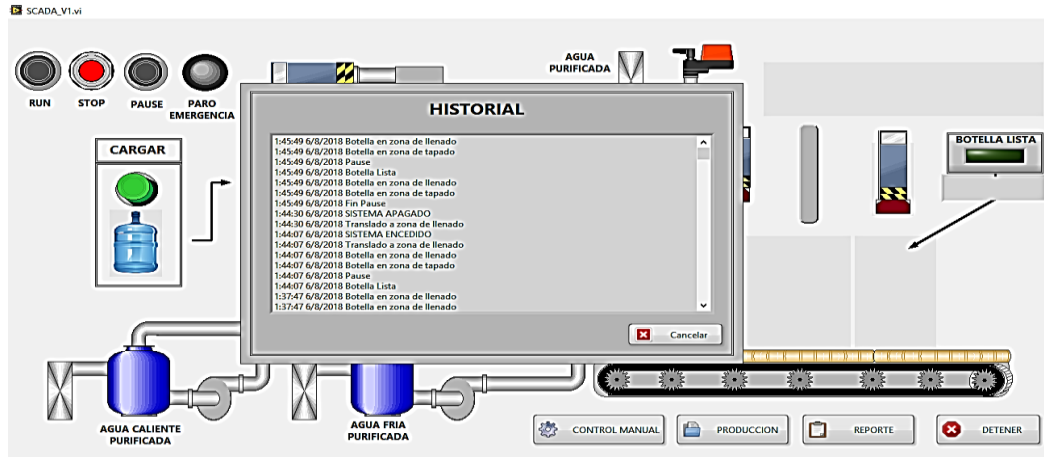 SCADA_V1.vi
RUN
STOP
PAUSE
PARO
EMERGENCIA
AGUA
PURIFICADA
CARGAR
BOTELLA LISTA
HISTORIAL
1:45:49 6/8/2018 Botella en zona de llenado
1:45:49 6/8/2018 Botella en zona de tapado
1:45:49 6/8/2018 Pause
1:45:49 6/8/2018 Botella Lista
1:45:49 6/8/2018 Botella en zona de llenado
1:45:49 6/8/2018 Botella en zona de tapado
1:45:49 6/8/2018 Fin Pause
1:44:30 6/8/2018 SISTEMA APAGADO
1:44:30 6/8/2018 Translado a zona de llenado
1:44:07 6/8/2018 SISTEMA ENCEDIDO
1:44:07 6/8/2018 Translado a zona de llenado
1:44:07 6/8/2018 Botella en zona de llenado
1:44:07 6/8/2018 Botella en zona de tapado
1:44:07 6/8/2018 Pause
1:44:07 6/8/2018 Botella Lista
1:37:47 6/8/2018 Botella en zona de llenado
1:37:47 6/8/2018 Botella en zona de llenado
Cancelar
AGUA CALIENTE
PURIFICADA
AGUA FRIA
PURIFICADA
CONTROL MANUAL
PRODUCCION
REPORTE
DETENER